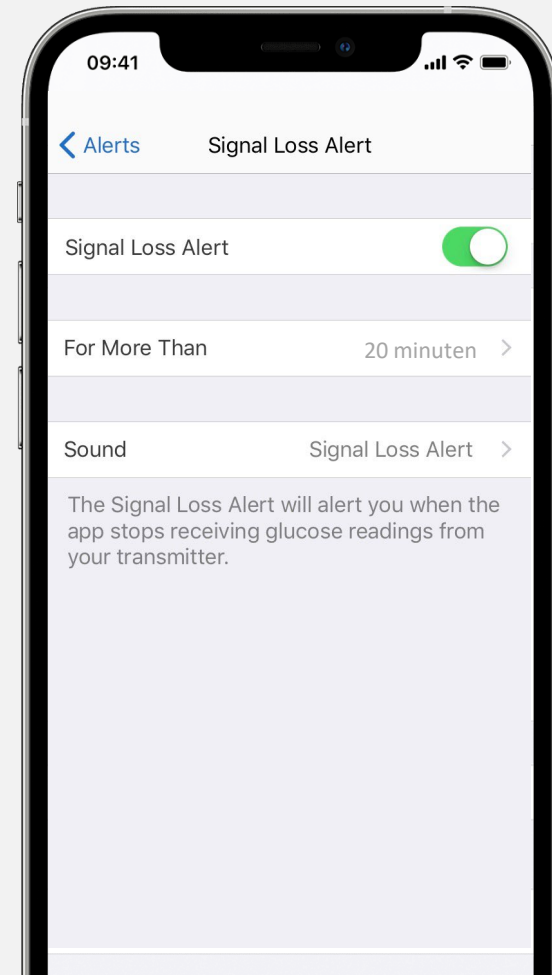 09:41
Alerts Signal Loss Alert
Signal Loss Alert
For More Than 20 minuten
Sound Signal Loss Alert
The Signal Loss Alert will alert you when the
app stops receiving glucose readings from
your transmitter.